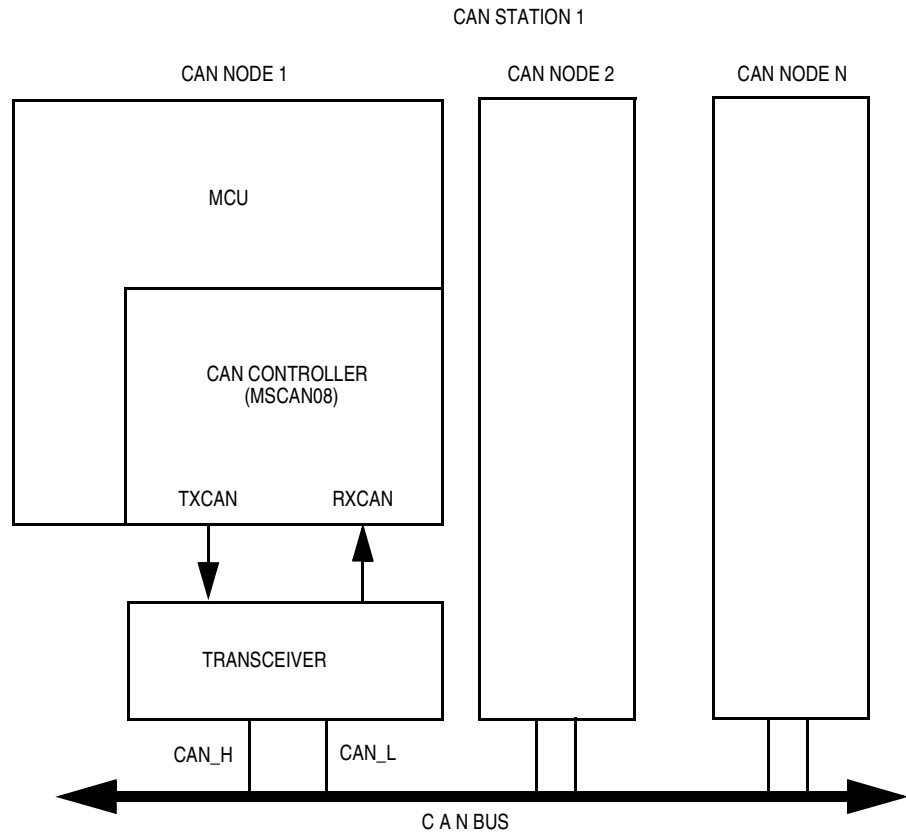 CAN STATION 1
CAN NODE 1
CAN NODE 2
CAN NODE N
MCU
CAN CONTROLLER
(MSCAN08)
TXCAN
RXCAN
TRANSCEIVER
CAN_H
CAN_L
C A N BUS